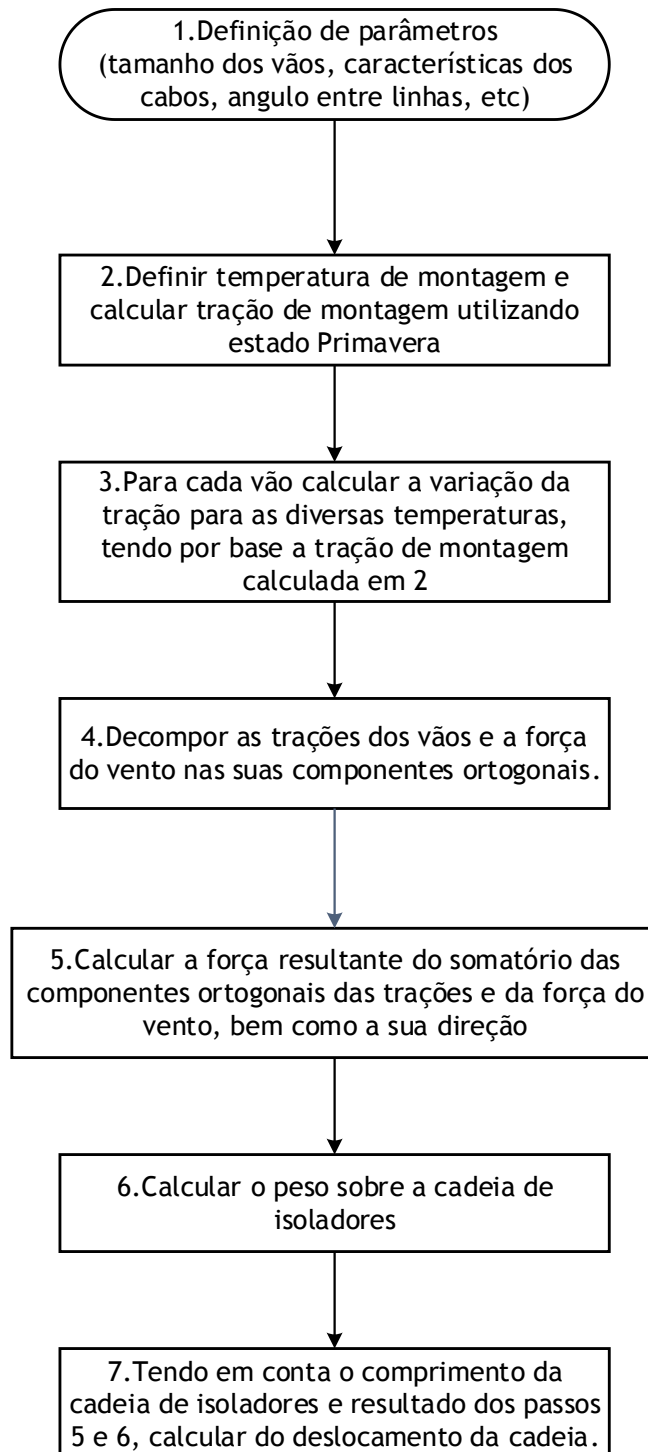 1.Definição de parâmetros
(tamanho dos vãos, características dos
cabos, angulo entre linhas, etc)
2.Definir temperatura de montagem e
calcular tração de montagem utilizando
estado Primavera
3.Para cada vão calcular a variação da
tração para as diversas temperaturas,
tendo por base a tração de montagem
calculada em 2
4.Decompor as trações dos vãos e a força
do vento nas suas componentes ortogonais.
5.Calcular a força resultante do somatório das
componentes ortogonais das trações e da força do
vento, bem como a sua direção
6.Calcular o peso sobre a cadeia de
isoladores
7.Tendo em conta o comprimento da
cadeia de isoladores e resultado dos passos
5 e 6, calcular do deslocamento da cadeia.